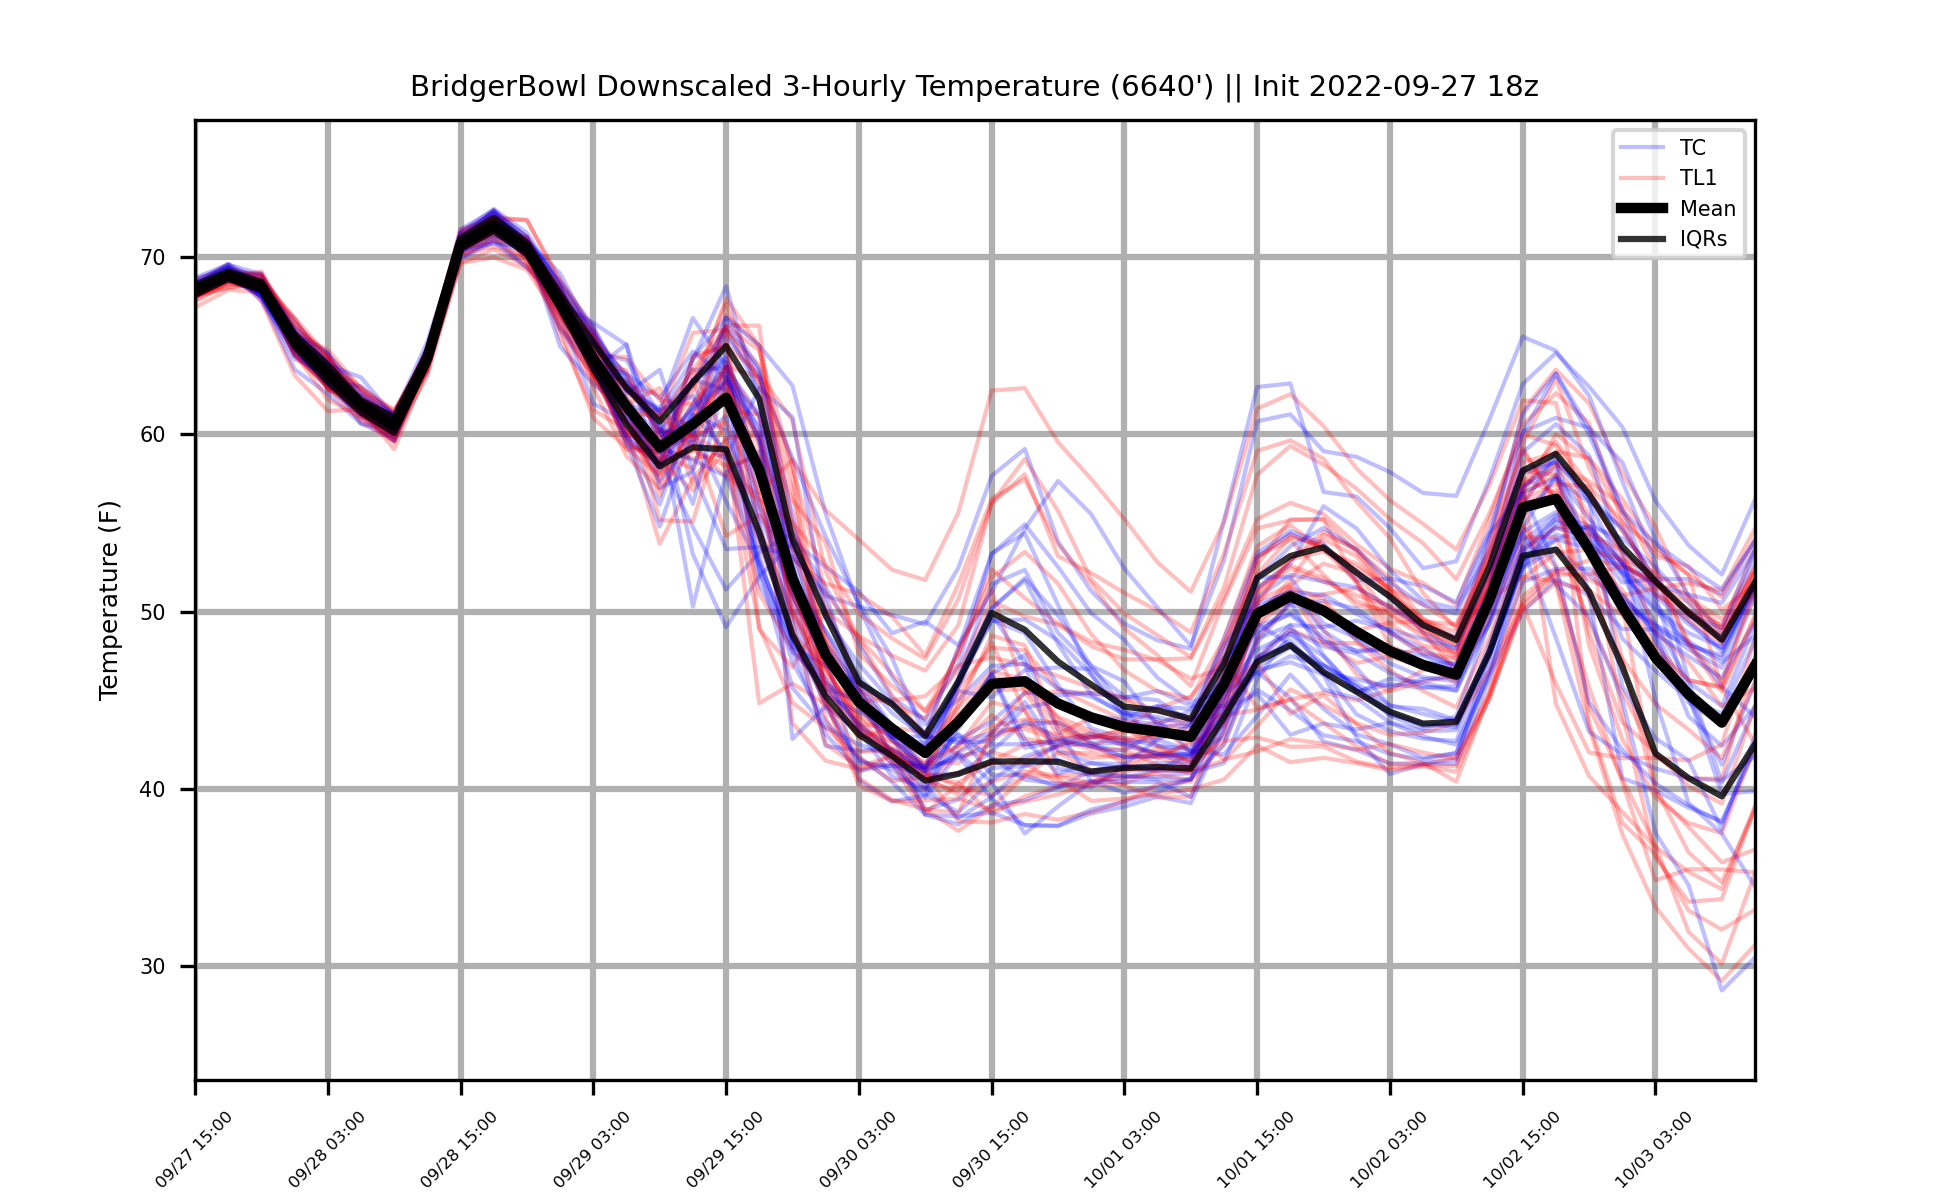 BridgerBowl Downscaled 3-Hourly Temperature (6640') || Init 2022-09-27 18z
TC
TL1
Mean
IQRs
Temperature (F)
70
60
50
40
30
09/27 15:00
09/28 03:00
09/28 15:00
09/29 03:00
09/29 15:00
09/30 03:00
09/30 15:00
10/01 03:00
10/01 15:00
10/02 03:00
10/02 15:00
10/03 03:00